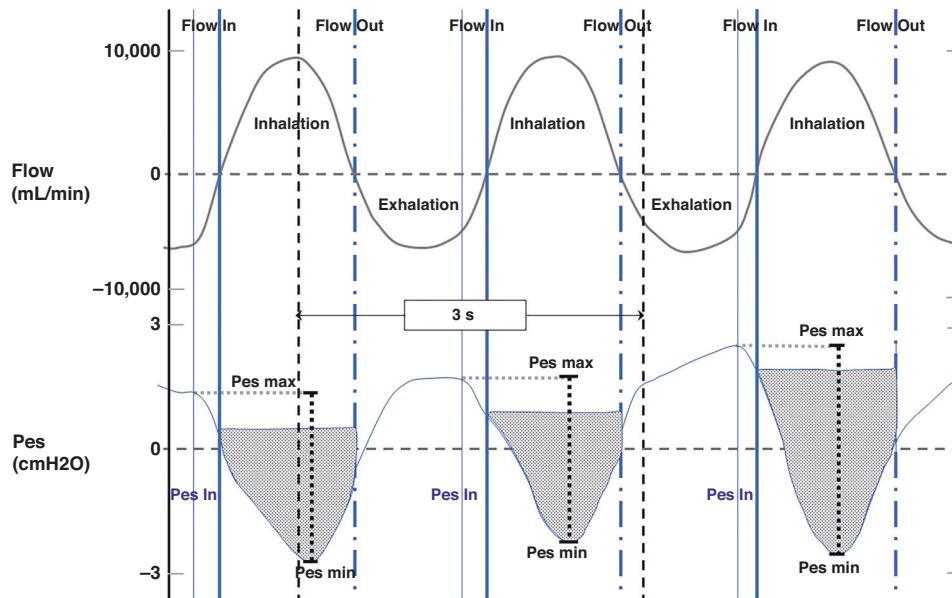 Flow In Flow Out Flow In Flow Out Flow In Flow Out
10,000
Inhalation Inhalation Inhalation
Flow
(mL/min)
0
Exhalation Exhalation
–10,000
3 s
3
Pes max Pes max Pes max
Pes
(cmH2O)
0
Pes In Pes In Pes In
Pes min Pes min Pes min
–3